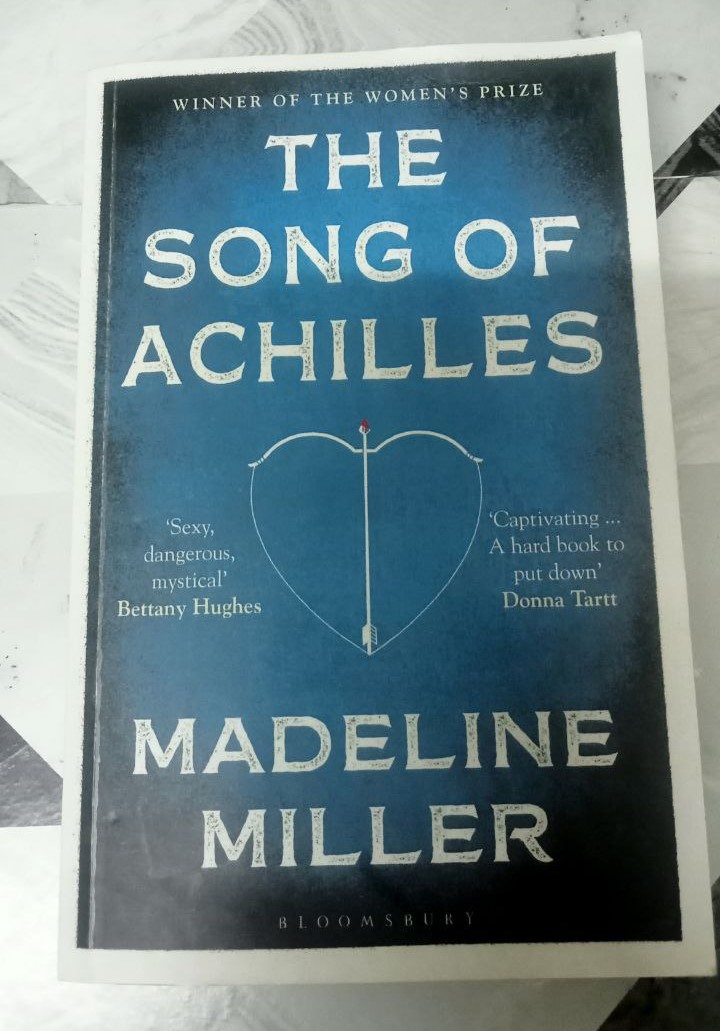 WINNER OF THE WOMEN'S PRIZE
THE
SONG OF
ACHILLES
‘Sexy,
dangerous,
mystical’
Bettany Hughes
‘Captivating ...
A hard book to
put down’
Donna Tartt
MADELINE
MILLER
BLOOMSBURY